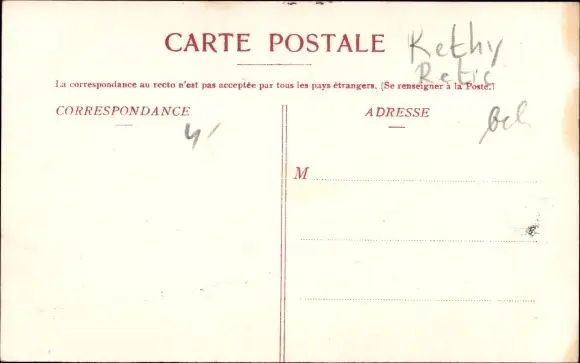 CARTE POSTALE
Kethy
Retic
La correspondance au recto n'est pas acceptée par tous les pays étrangers. (Se renseigner à la Poste.)
CORRESPONDANCE
ADRESSE
M